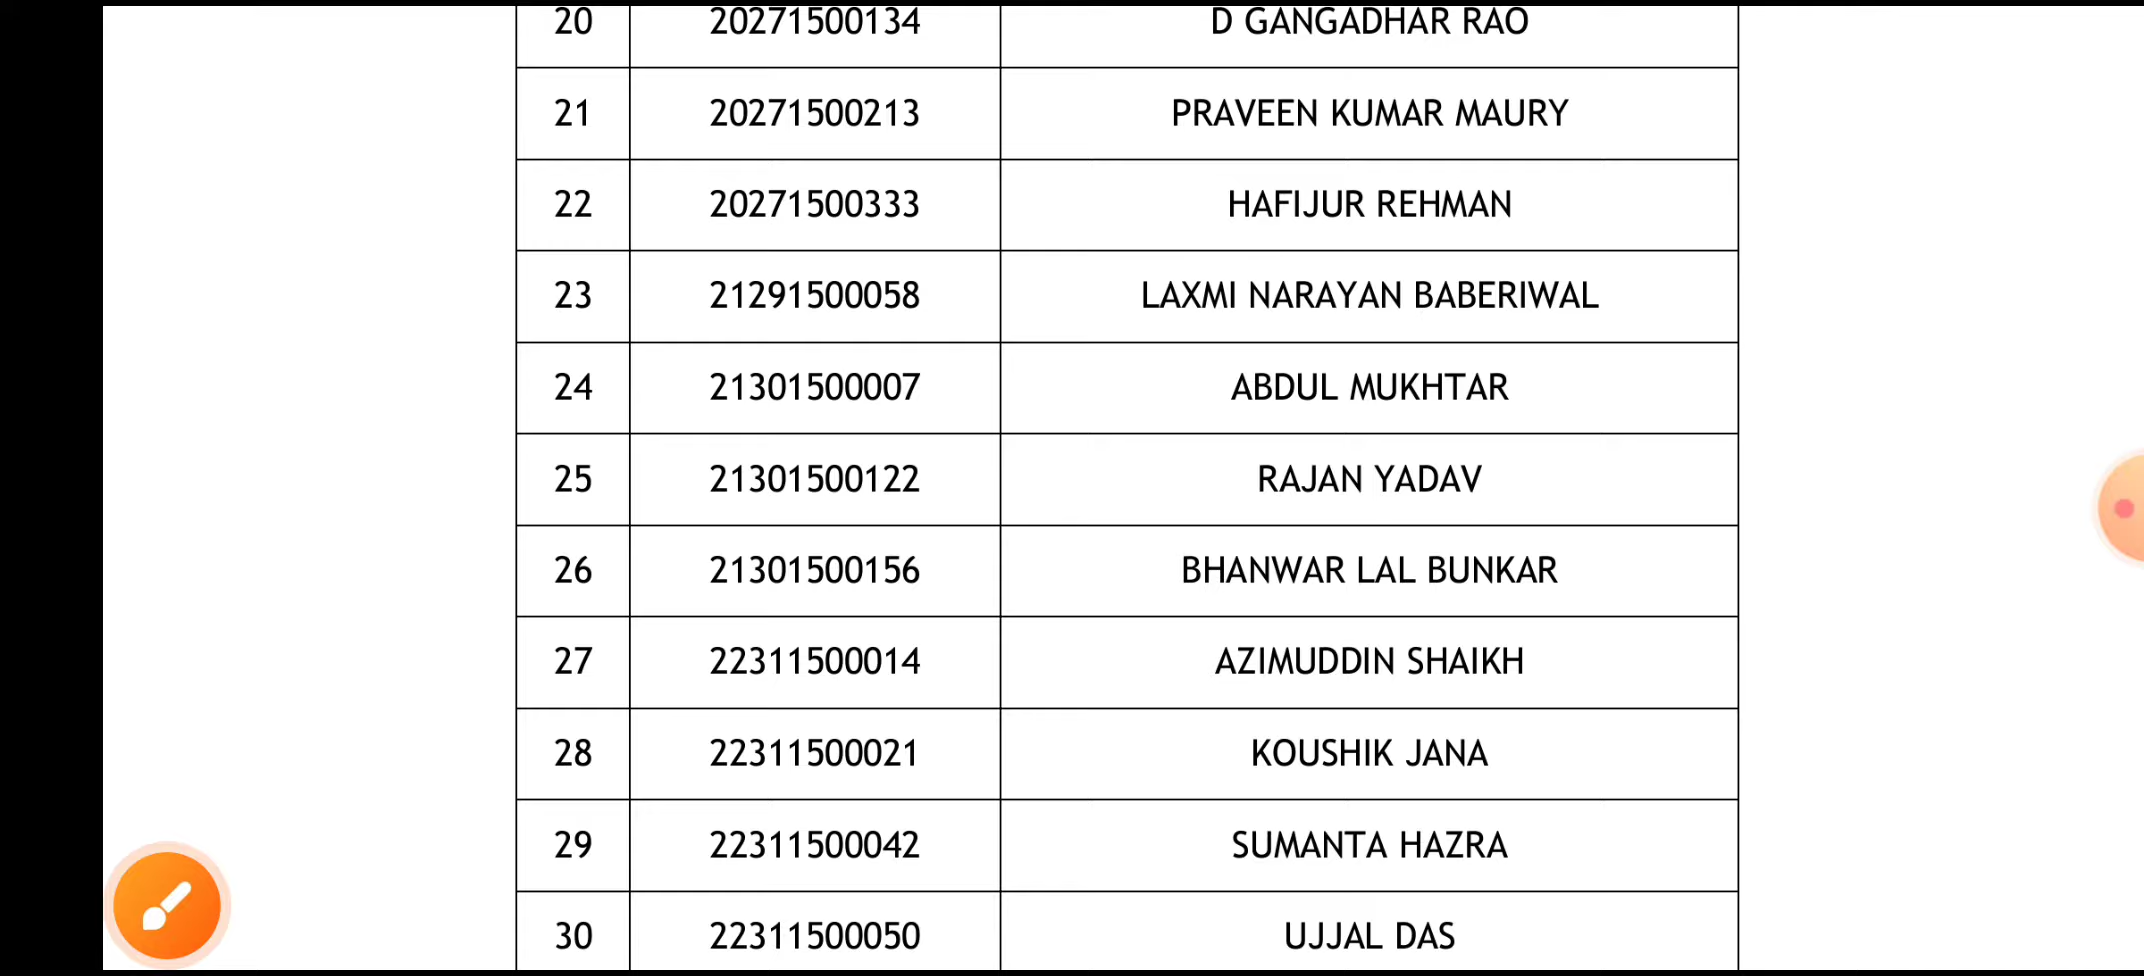 20 20271500134 D GANGADHAR RAO
21 20271500213 PRAVEEN KUMAR MAURY
22 20271500333 HAFIJUR REHMAN
23 21291500058 LAXMI NARAYAN BABERIWAL
24 21301500007 ABDUL MUKHTAR
25 21301500122 RAJAN YADAV
26 21301500156 BHANWAR LAL BUNKAR
27 22311500014 AZIMUDDIN SHAIKH
28 22311500021 KOUSHIK JANA
29 22311500042 SUMANTA HAZRA
30 22311500050 UJJAL DAS